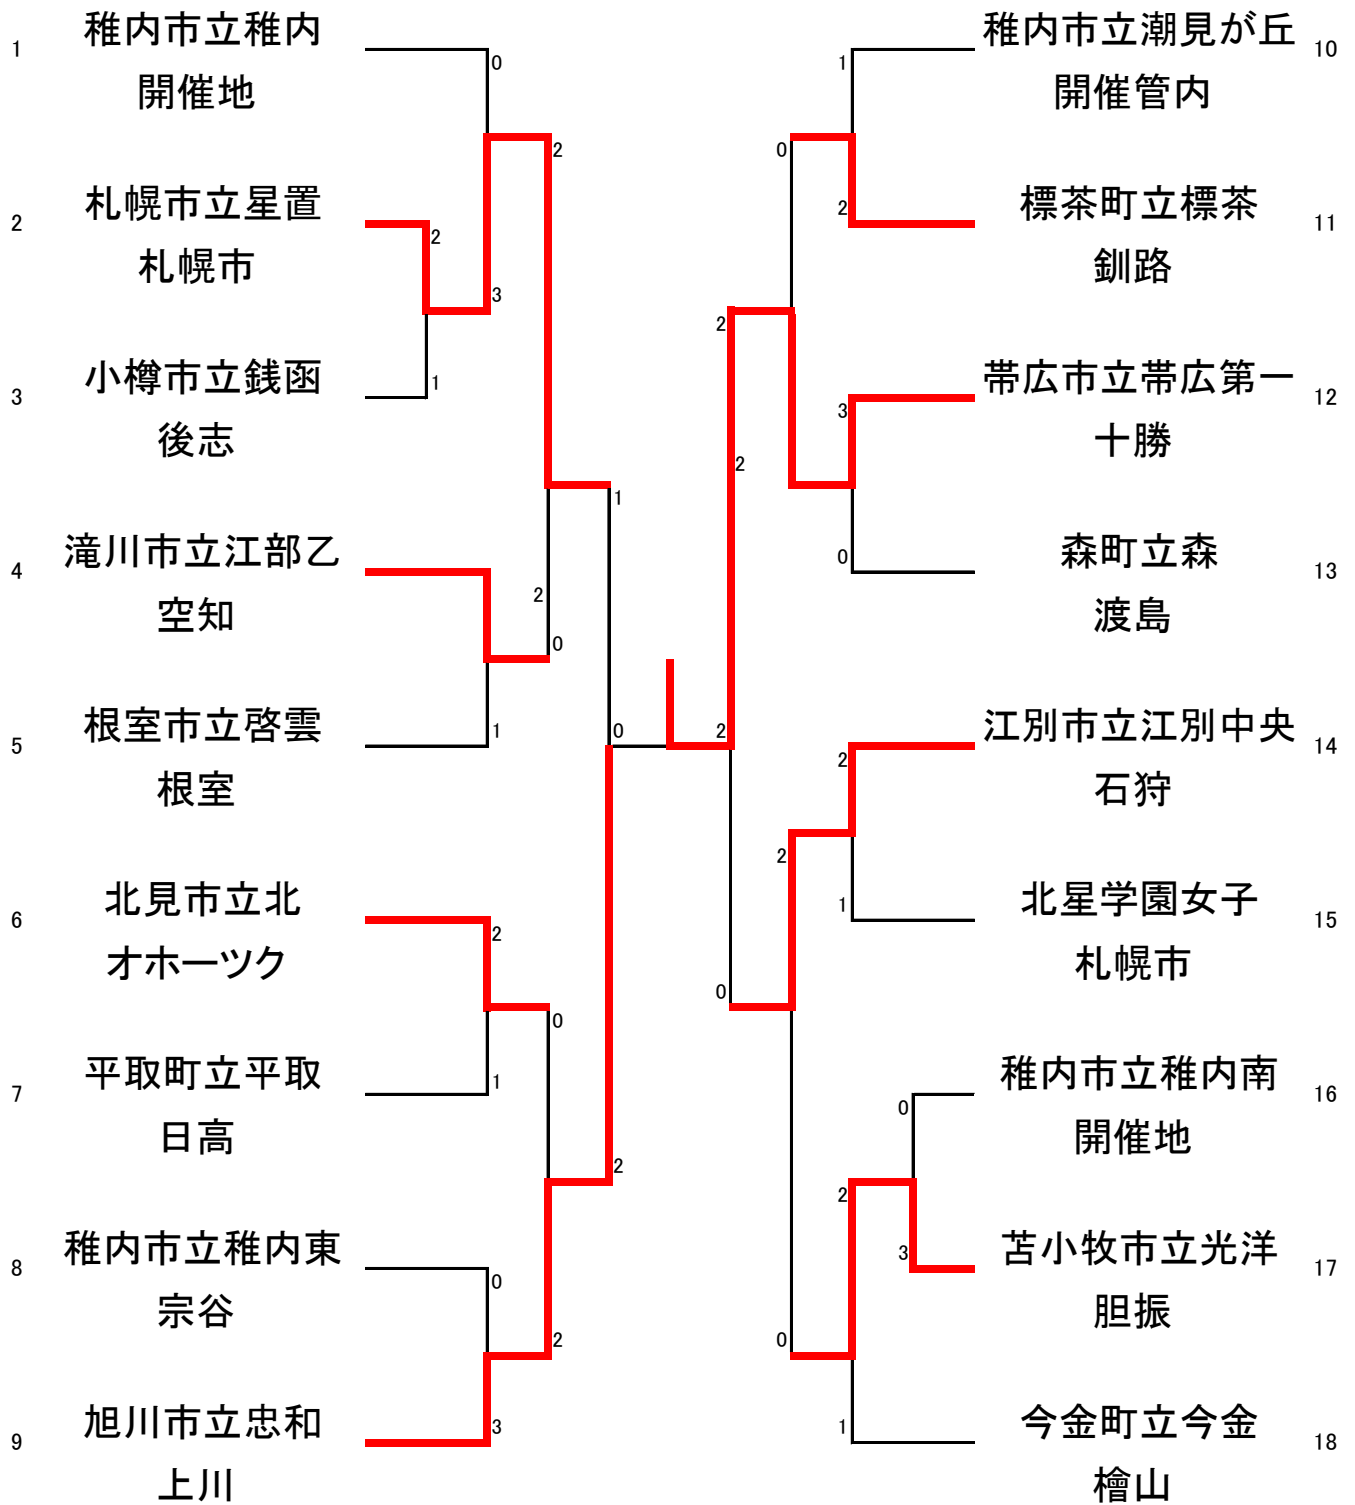 1 稚内市立稚内
開催地
2 札幌市立星置
札幌市
3 小樽市立銭函
後志
4 滝川市立江部乙
空知
5 根室市立啓雲
根室
6 北見市立北
オホーツク
7 平取町立平取
日高
8 稚内市立稚内東
宗谷
9 旭川市立忠和
上川
0
2
2
3
1
2
0
1
1
2
0
1
2
0
2
3
0
2
2
2
0
1
0
2
3
0
2
2
1
0
2
3
0
1
稚内市立潮見が丘 10
開催管内
標茶町立標茶 11
釧路
帯広市立帯広第一 12
十勝
森町立森 13
渡島
江別市立江別中央 14
石狩
北星学園女子 15
札幌市
稚内市立稚内南 16
開催地
苫小牧市立光洋 17
胆振
今金町立今金 18
檜山